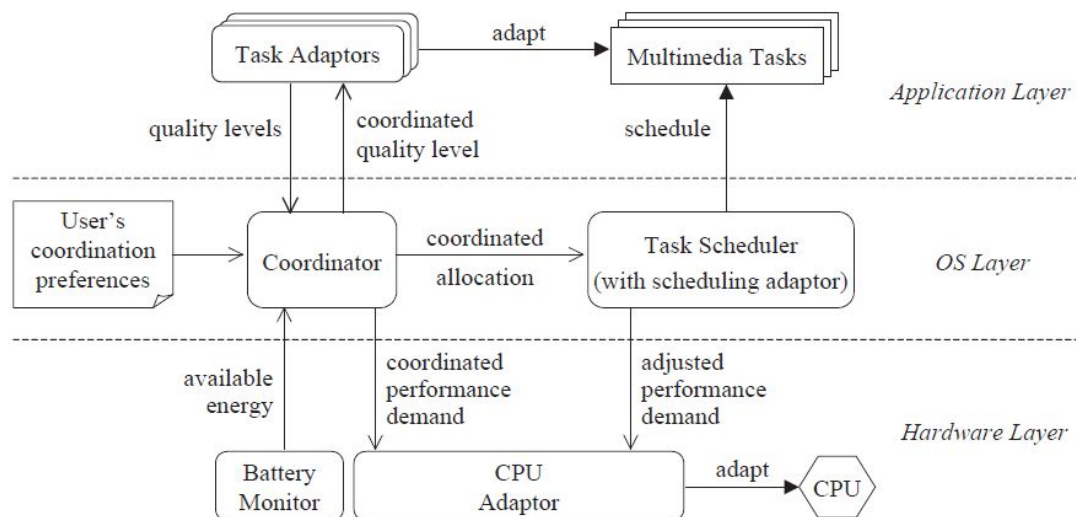 Task Adaptors
adapt
Multimedia Tasks
Application Layer
quality levels
coordinated
quality level
schedule
User’s
coordination
preferences
Coordinator
coordinated
allocation
Task Scheduler
(with scheduling adaptor)
OS Layer
available
energy
coordinated
performance
demand
adjusted
performance
demand
Hardware Layer
Battery
Monitor
CPU
Adaptor
adapt
CPU